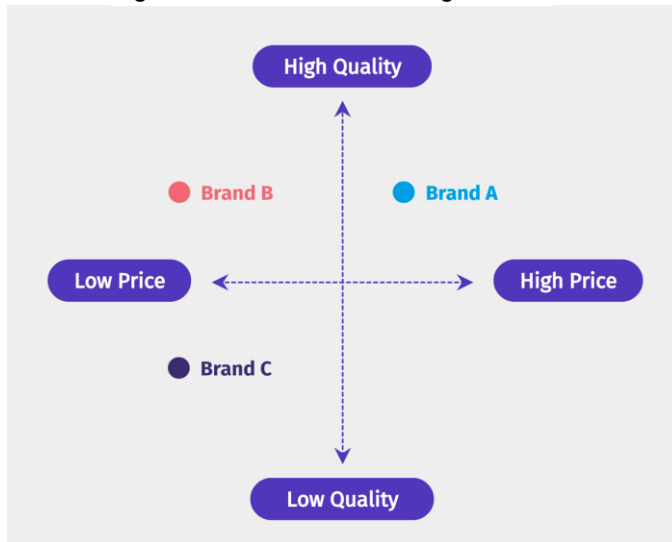 High Quality
Brand B
Brand A
Low Price
High Price
Brand C
Low Quality